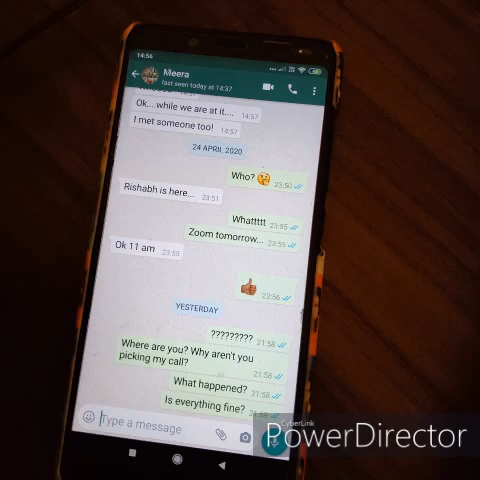 14:56
Meera
last seen today at 14:37
Ok....while we are at it.... 14:57
I met someone too! 14:57
24 APRIL 2020
Who? 🤔 23:50
Rishabh is here... 23:51
Whattttt 23:55
Zoom tomorrow... 23:55
Ok 11 am 23:55
👍🏾 23:56
YESTERDAY
????????? 21:58
Where are you? Why aren't you
picking my call? 21:58
What happened? 21:58
Is everything fine?
Type a message
CyberLink
PowerDirector